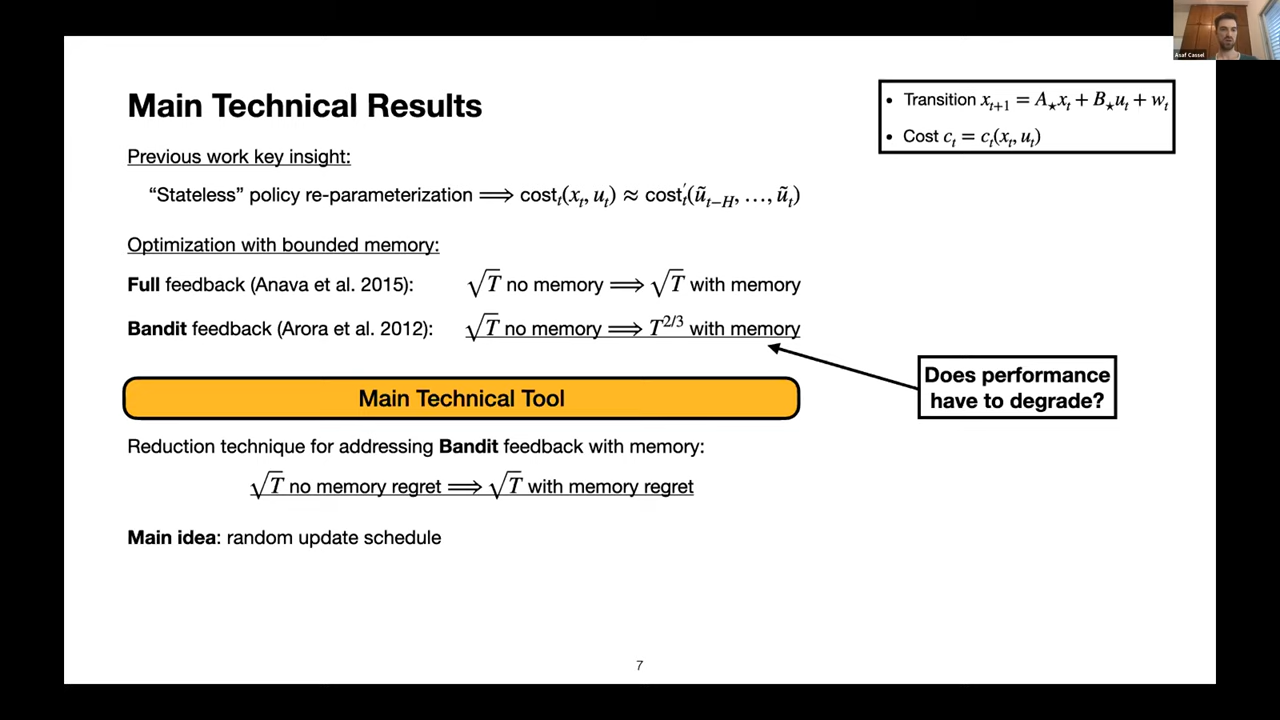 Asaf Cassel
Main Technical Results
• Transition x_{t+1} = A_⋆x_t + B_⋆u_t + w_t
• Cost c_t = c_t(x_t, u_t)
Previous work key insight:
“Stateless” policy re-parameterization ⟹ cost_t(x_t, u_t) ≈ cost′_t(ũ_{t−H}, …, ũ_t)
Optimization with bounded memory:
Full feedback (Anava et al. 2015): √T no memory ⟹ √T with memory
Bandit feedback (Arora et al. 2012): √T no memory ⟹ T^{2/3} with memory
Does performance
have to degrade?
Main Technical Tool
Reduction technique for addressing Bandit feedback with memory:
√T no memory regret ⟹ √T with memory regret
Main idea: random update schedule
7